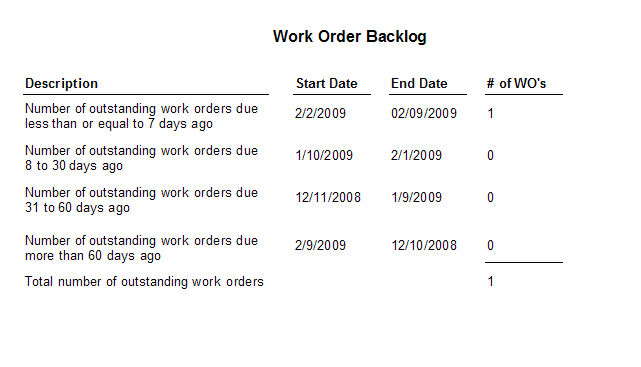 Work Order Backlog
Description Start Date End Date # of WO's
Number of outstanding work orders due
less than or equal to 7 days ago 2/2/2009 02/09/2009 1
Number of outstanding work orders due
8 to 30 days ago 1/10/2009 2/1/2009 0
Number of outstanding work orders due
31 to 60 days ago 12/11/2008 1/9/2009 0
Number of outstanding work orders due
more than 60 days ago 2/9/2009 12/10/2008 0
Total number of outstanding work orders 1